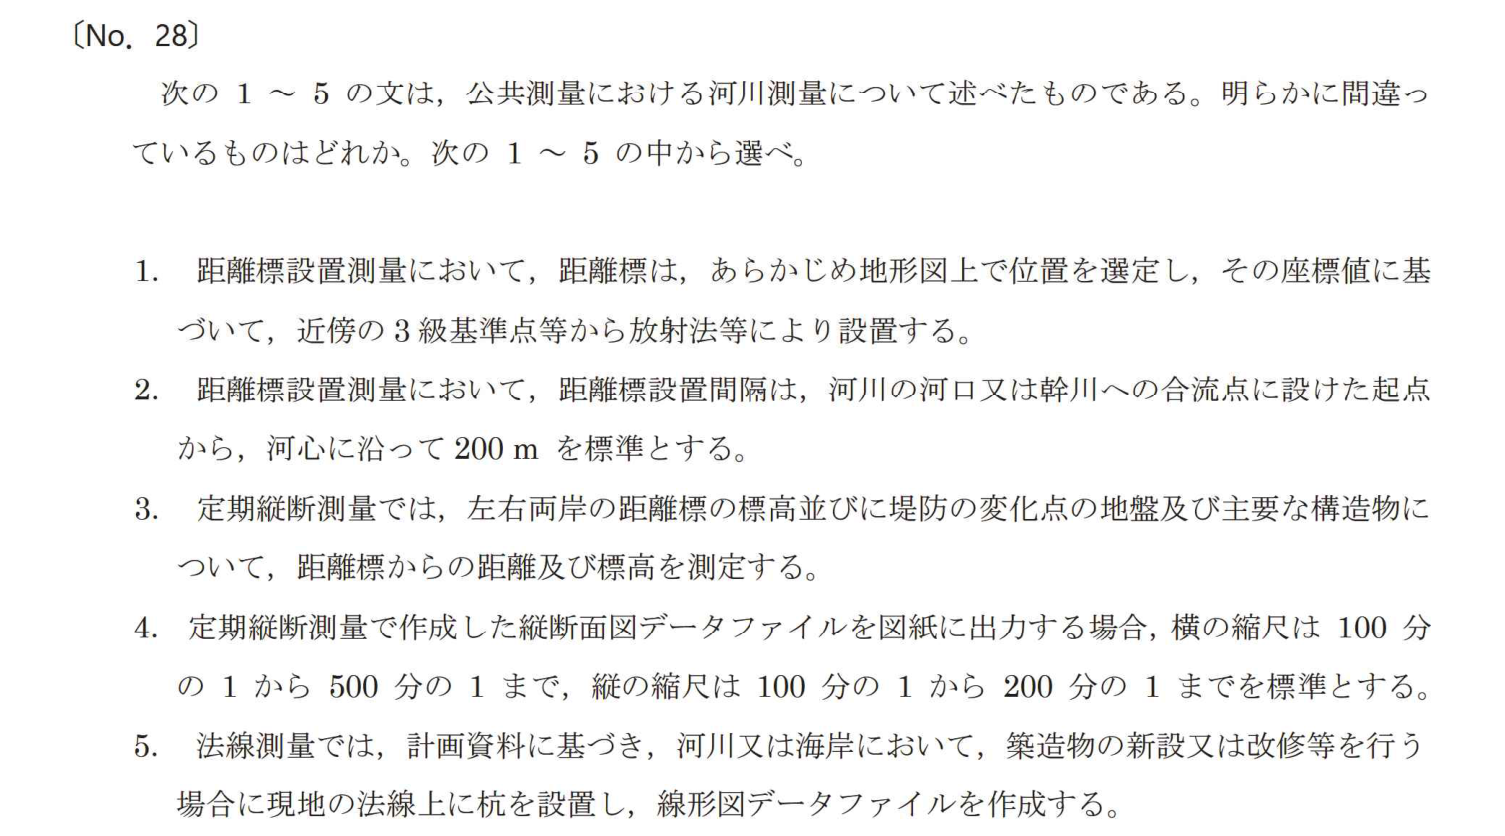 〔No. 28〕
次の 1 ～ 5 の文は，公共測量における河川測量について述べたものである。明らかに間違っ
ているものはどれか。次の 1 ～ 5 の中から選べ。
1. 距離標設置測量において，距離標は，あらかじめ地形図上で位置を選定し，その座標値に基
づいて，近傍の 3 級基準点等から放射法等により設置する。
2. 距離標設置測量において，距離標設置間隔は，河川の河口又は幹川への合流点に設けた起点
から，河心に沿って 200 m を標準とする。
3. 定期縦断測量では，左右両岸の距離標の標高並びに堤防の変化点の地盤及び主要な構造物に
ついて，距離標からの距離及び標高を測定する。
4. 定期縦断測量で作成した縦断面図データファイルを図紙に出力する場合，横の縮尺は 100 分
の 1 から 500 分の 1 まで，縦の縮尺は 100 分の 1 から 200 分の 1 までを標準とする。
5. 法線測量では，計画資料に基づき，河川又は海岸において，築造物の新設又は改修等を行う
場合に現地の法線上に杭を設置し，線形図データファイルを作成する。